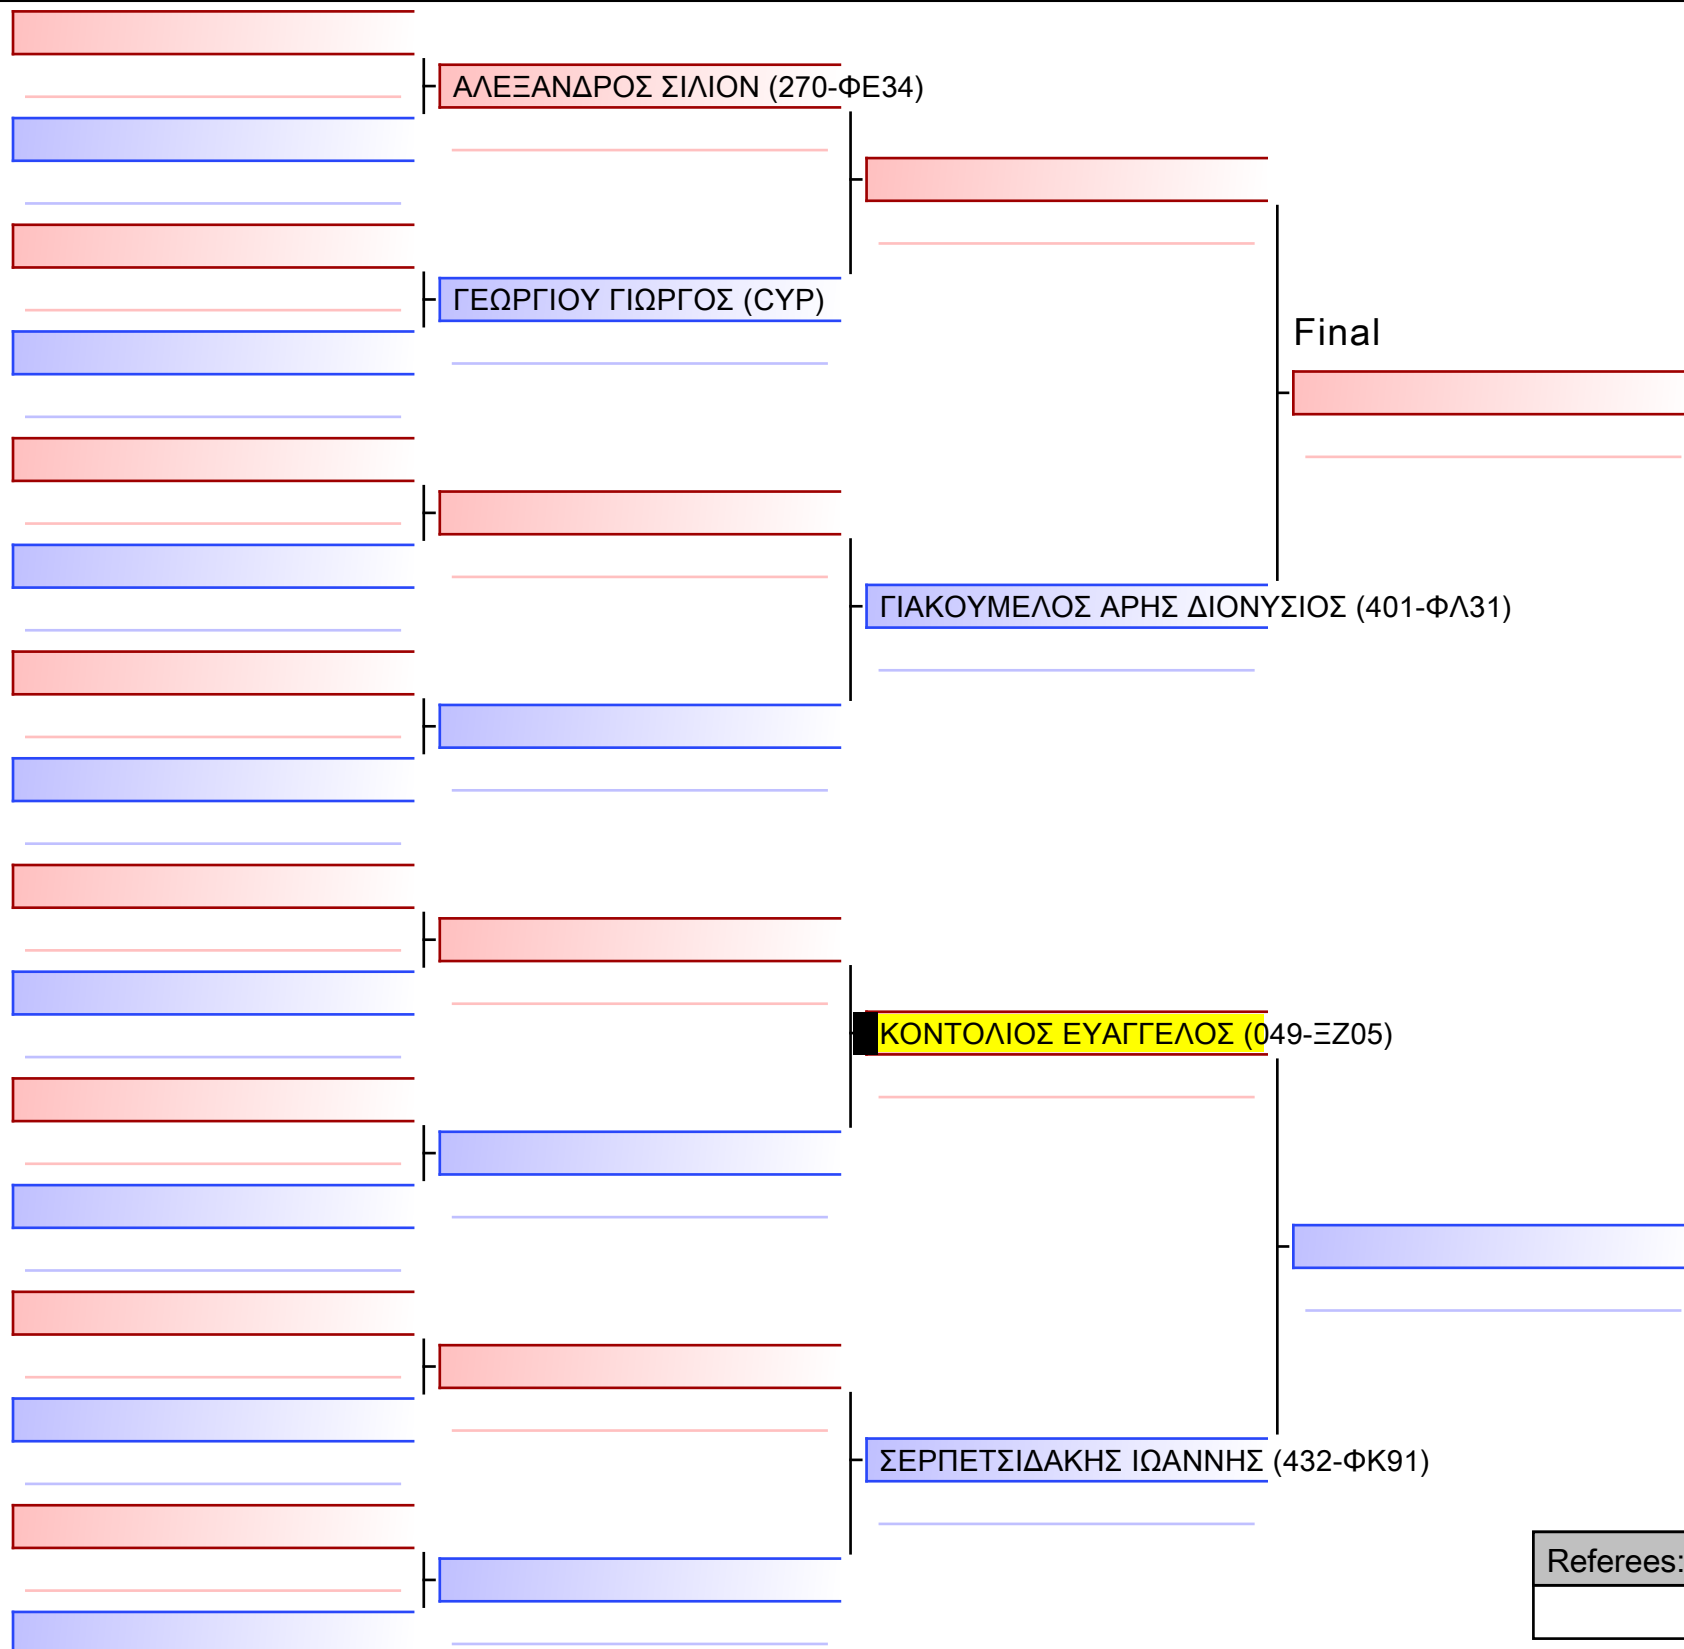 ΑΛΕΞΑΝΔΡΟΣ ΣΙΛΙΟΝ (270-ΦΕ34)
ΓΕΩΡΓΙΟΥ ΓΙΩΡΓΟΣ (CYP)
Final
ΓΙΑΚΟΥΜΕΛΟΣ ΑΡΗΣ ΔΙΟΝΥΣΙΟΣ (401-ΦΛ31)
ΚΟΝΤΟΛΙΟΣ ΕΥΑΓΓΕΛΟΣ (049-ΞΖ05)
ΣΕΡΠΕΤΣΙΔΑΚΗΣ ΙΩΑΝΝΗΣ (432-ΦΚ91)
Referees: